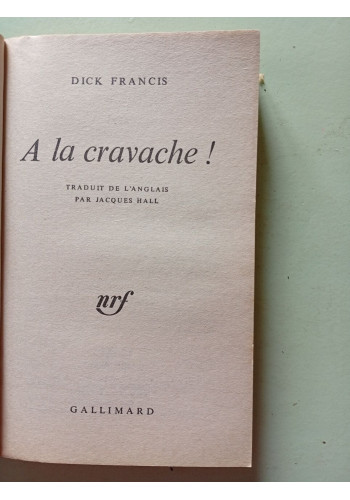 DICK FRANCIS
A la cravache !
TRADUIT DE L'ANGLAIS
PAR JACQUES HALL
nrf
GALLIMARD